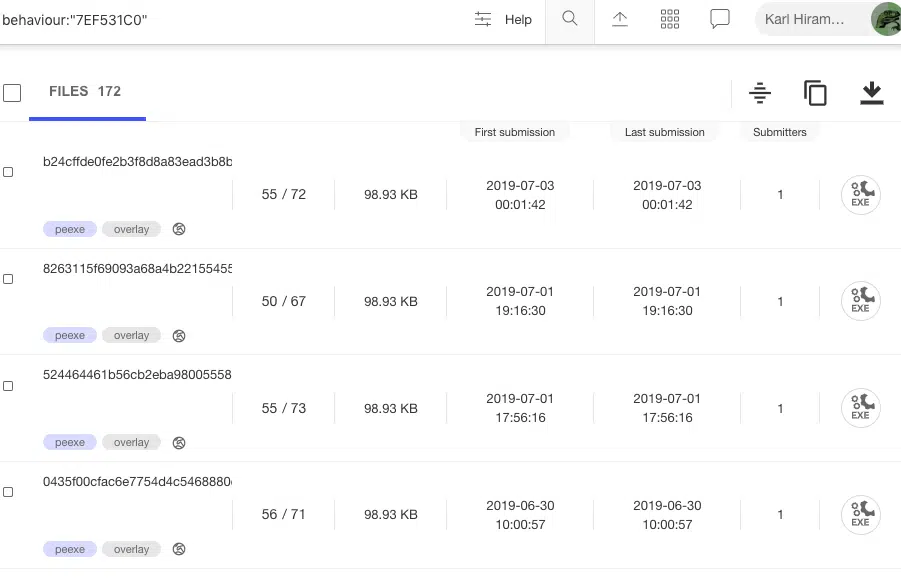 behaviour:"7EF531C0"
Help
Karl Hiram...
FILES 172
First submission
Last submission
Submitters
b24cffde0fe2b3f8d8a83ead3b8b
55 / 72
98.93 KB
2019-07-03
00:01:42
2019-07-03
00:01:42
1
EXE
peexe
overlay
8263115f69093a68a4b22155455
50 / 67
98.93 KB
2019-07-01
19:16:30
2019-07-01
19:16:30
1
EXE
peexe
overlay
524464461b56cb2eba98005558
55 / 73
98.93 KB
2019-07-01
17:56:16
2019-07-01
17:56:16
1
EXE
peexe
overlay
0435f00cfac6e7754d4c5468880
56 / 71
98.93 KB
2019-06-30
10:00:57
2019-06-30
10:00:57
1
EXE
peexe
overlay